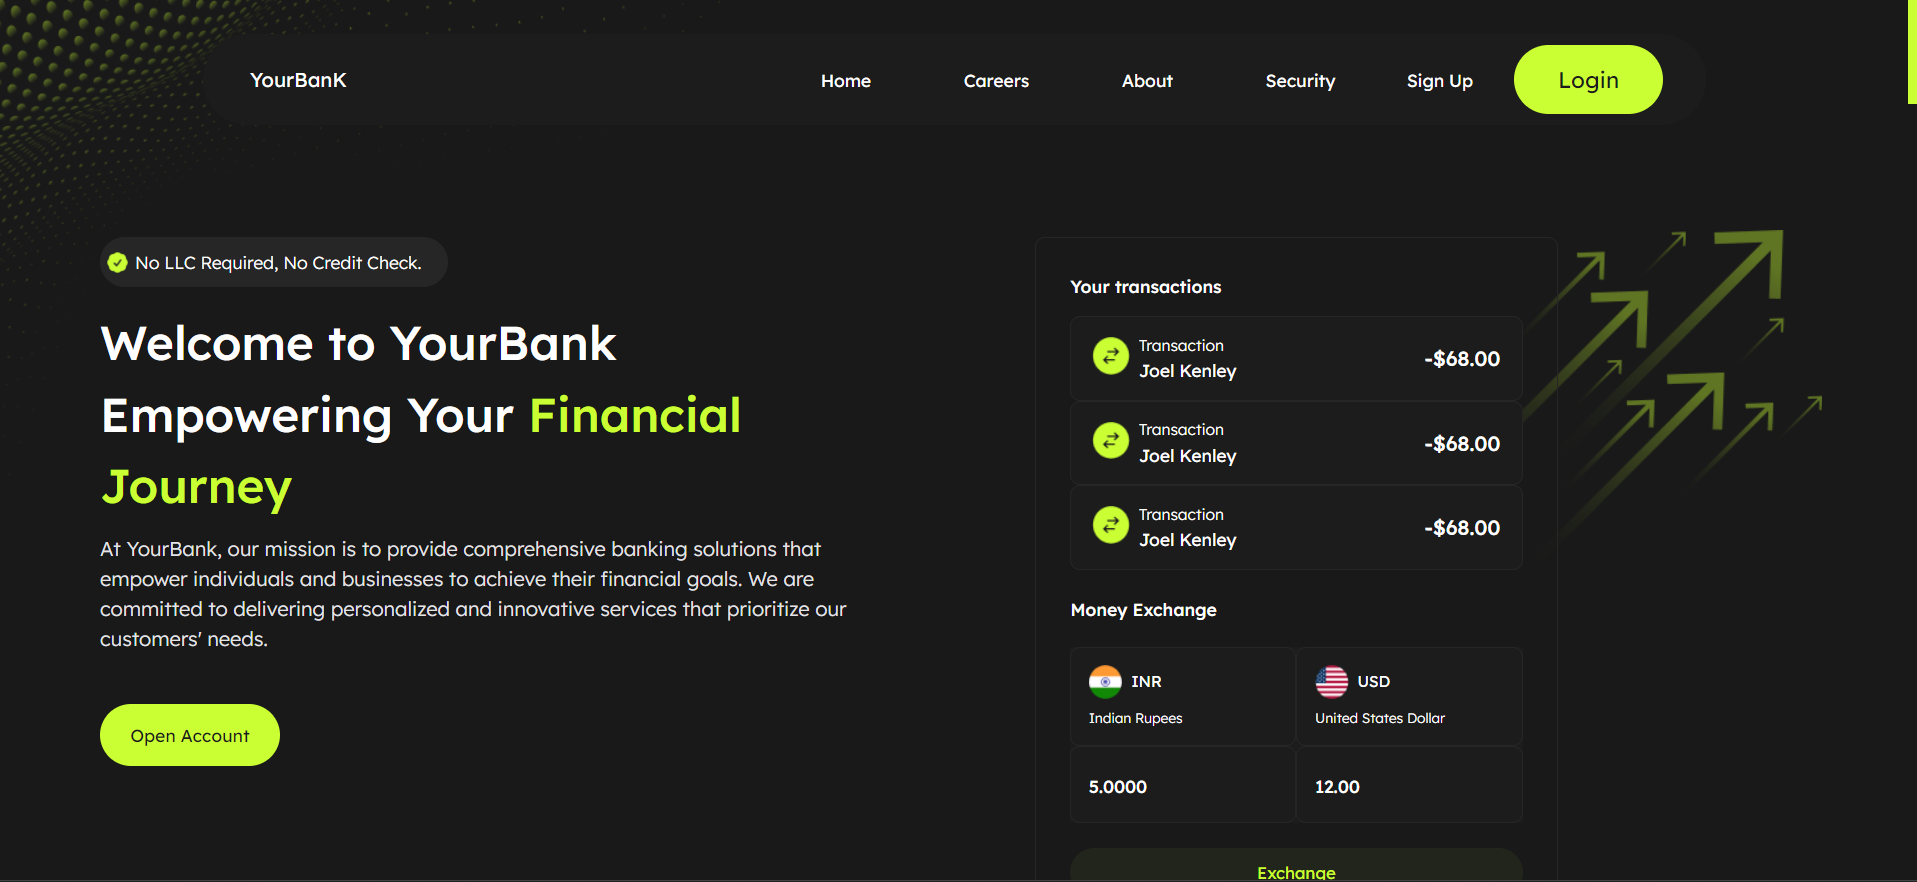 YourBanK
Home
Careers
About
Security
Sign Up
Login
No LLC Required, No Credit Check.
Welcome to YourBank
Empowering Your Financial
Journey
At YourBank, our mission is to provide comprehensive banking solutions that
empower individuals and businesses to achieve their financial goals. We are
committed to delivering personalized and innovative services that prioritize our
customers' needs.
Open Account
Your transactions
Transaction
Joel Kenley
-$68.00
Transaction
Joel Kenley
-$68.00
Transaction
Joel Kenley
-$68.00
Money Exchange
INR
Indian Rupees
USD
United States Dollar
5.0000
12.00
Exchange